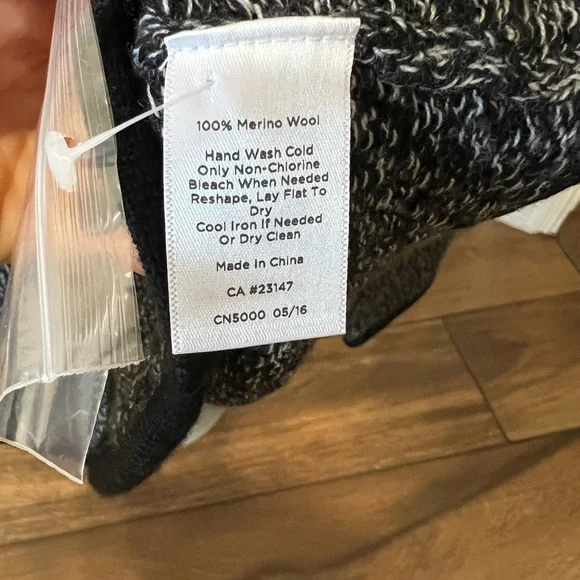 100% Merino Wool
Hand Wash Cold
Only Non-Chlorine
Bleach When Needed
Reshape, Lay Flat To
Dry
Cool Iron If Needed
Or Dry Clean
Made In China
CA #23147
CN5000 05/16